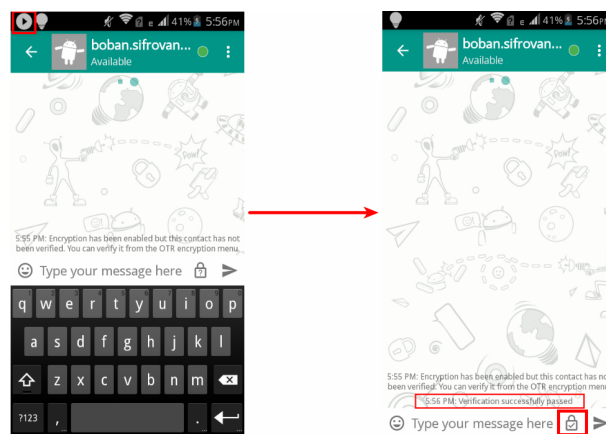 41% 5:56PM
boban.sifrovan...
Available
Pow!
5:55 PM: Encryption has been enabled but this contact has not
been verified. You can verify it from the OTR encryption menu.
Type your message here
q w e r t y u i o p
a s d f g h j k l
z x c v b n m
?123 , .
41% 5:56PM
boban.sifrovan...
Available
Pow!
5:55 PM: Encryption has been enabled but this contact has no
been verified. You can verify it from the OTR encryption menu
5:56 PM: Verification successfully passed
Type your message here